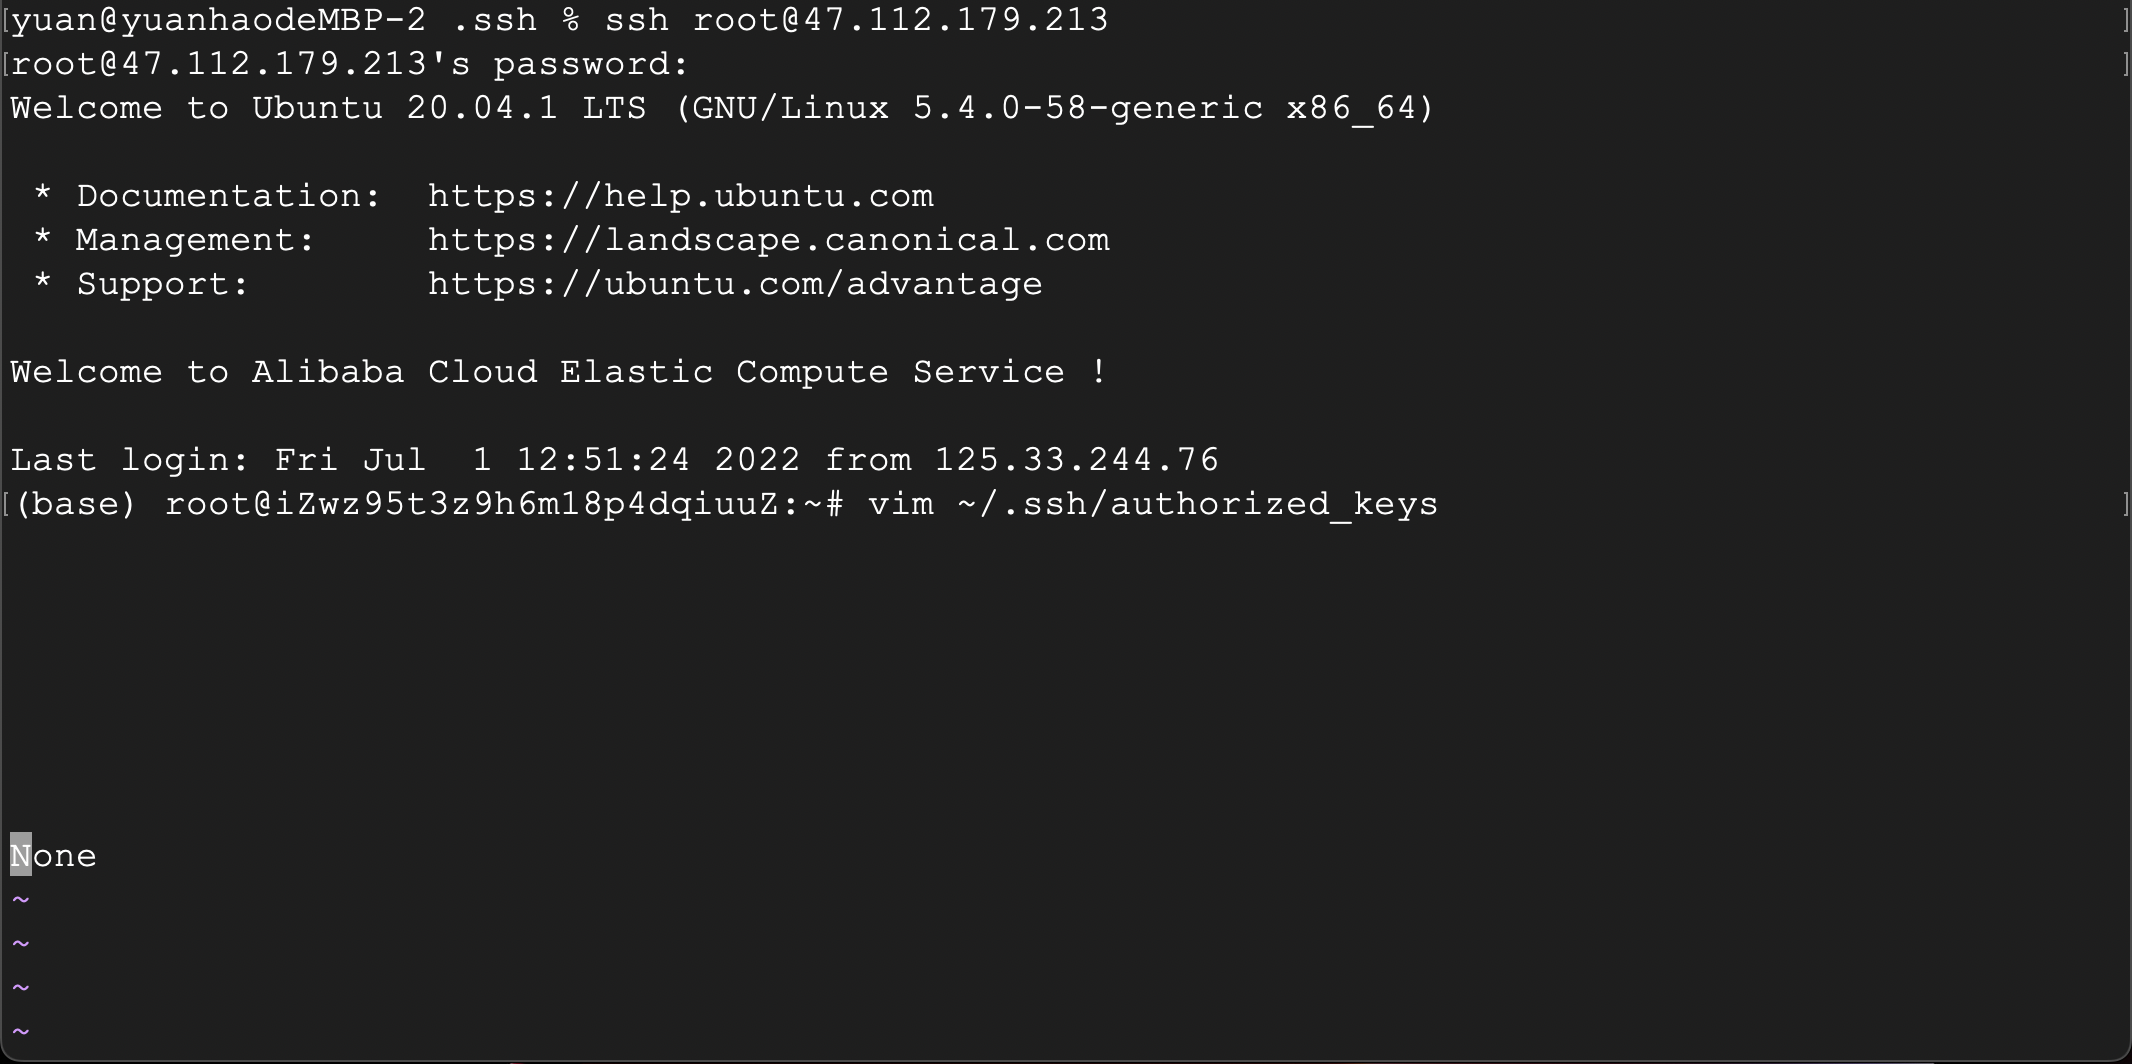 [yuan@yuanhaodeMBP-2 .ssh % ssh root@47.112.179.213 ]
[root@47.112.179.213's password: ]
Welcome to Ubuntu 20.04.1 LTS (GNU/Linux 5.4.0-58-generic x86_64)
* Documentation:  https://help.ubuntu.com
* Management:     https://landscape.canonical.com
* Support:        https://ubuntu.com/advantage
Welcome to Alibaba Cloud Elastic Compute Service !
Last login: Fri Jul  1 12:51:24 2022 from 125.33.244.76
[(base) root@iZwz95t3z9h6m18p4dqiuuZ:~# vim ~/.ssh/authorized_keys ]
None
~
~
~
~